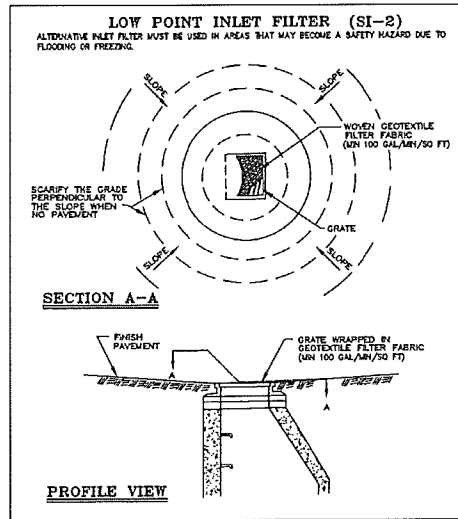 LOW POINT INLET FILTER (SI-2)
ALTERNATIVE INLET FILTER MUST BE USED IN AREAS THAT MAY BECOME A SAFETY HAZARD DUE TO
FLOODING OR FREEZING.
SLOPE
SLOPE
WOVEN GEOTEXTILE
FILTER FABRIC
(MIN 100 GAL/MIN/SQ FT)
SCARIFY THE GRADE
PERPENDICULAR TO
THE SLOPE WHEN
NO PAVEMENT
GRATE
SLOPE
SLOPE
SECTION A-A
FINISH
PAVEMENT
A
GRATE WRAPPED IN
GEOTEXTILE FILTER FABRIC
(MIN 100 GAL/MIN/SQ FT)
A
PROFILE VIEW